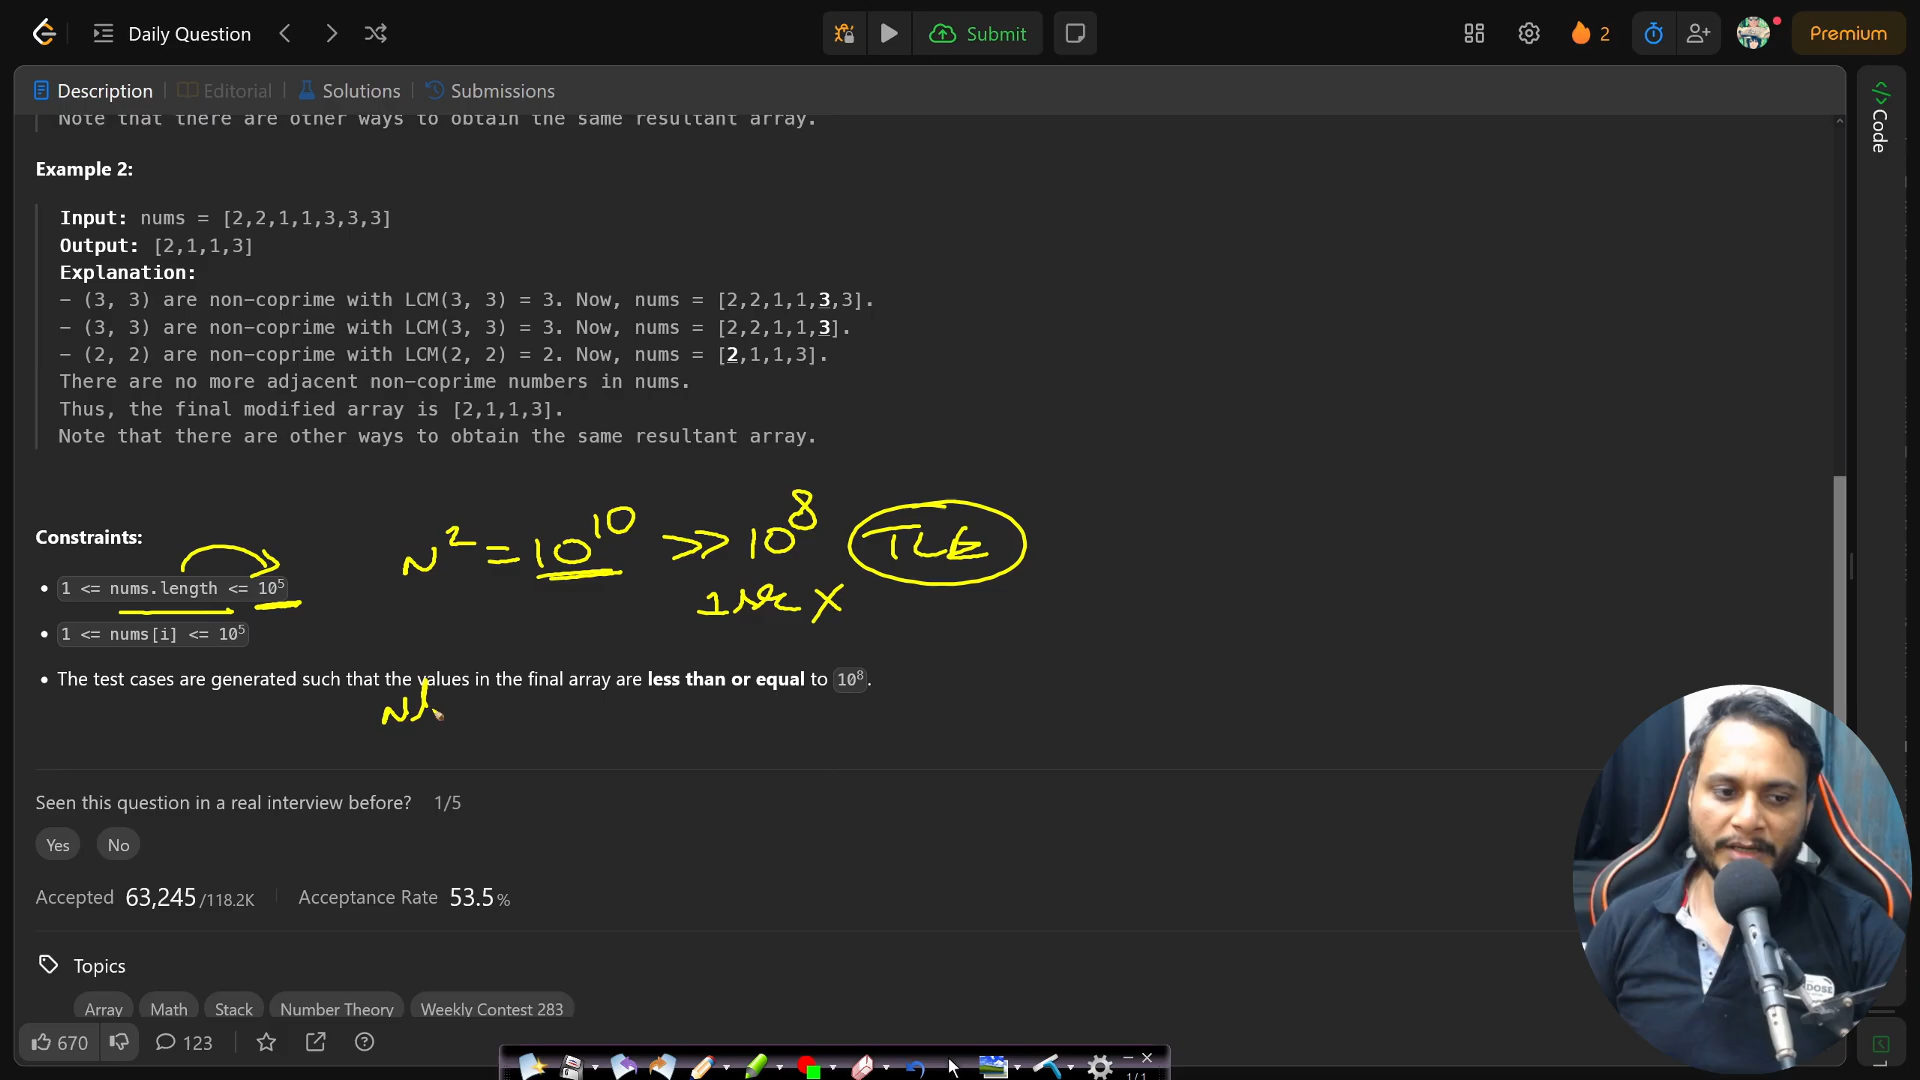 Daily Question
Submit
2
Premium
Description | Editorial | Solutions | Submissions
Code
Note that there are other ways to obtain the same resultant array.
Example 2:
Input: nums = [2,2,1,1,3,3,3]
Output: [2,1,1,3]
Explanation:
- (3, 3) are non-coprime with LCM(3, 3) = 3. Now, nums = [2,2,1,1,3,3].
- (3, 3) are non-coprime with LCM(3, 3) = 3. Now, nums = [2,2,1,1,3].
- (2, 2) are non-coprime with LCM(2, 2) = 2. Now, nums = [2,1,1,3].
There are no more adjacent non-coprime numbers in nums.
Thus, the final modified array is [2,1,1,3].
Note that there are other ways to obtain the same resultant array.
N² = 10¹⁰ >> 10⁸ TLE
1 sec X
Constraints:
• 1 <= nums.length <= 10⁵
• 1 <= nums[i] <= 10⁵
• The test cases are generated such that the values in the final array are less than or equal to 10⁸.
Seen this question in a real interview before? 1/5
Yes No
Accepted 63,245/118.2K | Acceptance Rate 53.5%
Topics
Array Math Stack Number Theory Weekly Contest 283
670 123
1/1
DOSE